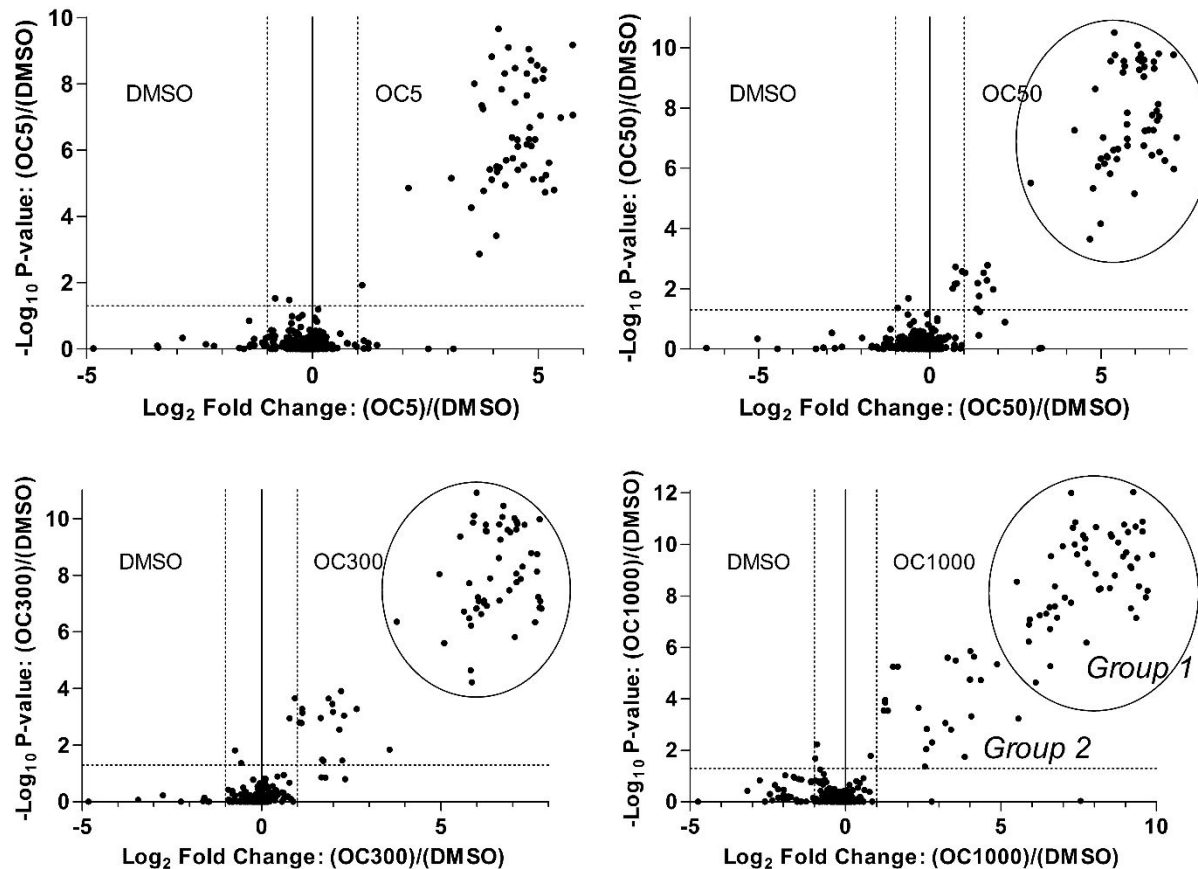 -Log10 P-value: (OC5)/(DMSO)
10
8
6
4
2
0
DMSO
OC5
-5
0
5
Log2 Fold Change: (OC5)/(DMSO)
-Log10 P-value: (OC50)/(DMSO)
10
8
6
4
2
0
DMSO
OC50
-5
0
5
Log2 Fold Change: (OC50)/(DMSO)
-Log10 P-value: (OC300)/(DMSO)
10
8
6
4
2
0
DMSO
OC300
-5
0
5
Log2 Fold Change: (OC300)/(DMSO)
-Log10 P-value: (OC1000)/(DMSO)
12
10
8
6
4
2
0
DMSO
OC1000
Group 1
Group 2
-5
0
5
10
Log2 Fold Change: (OC1000)/(DMSO)